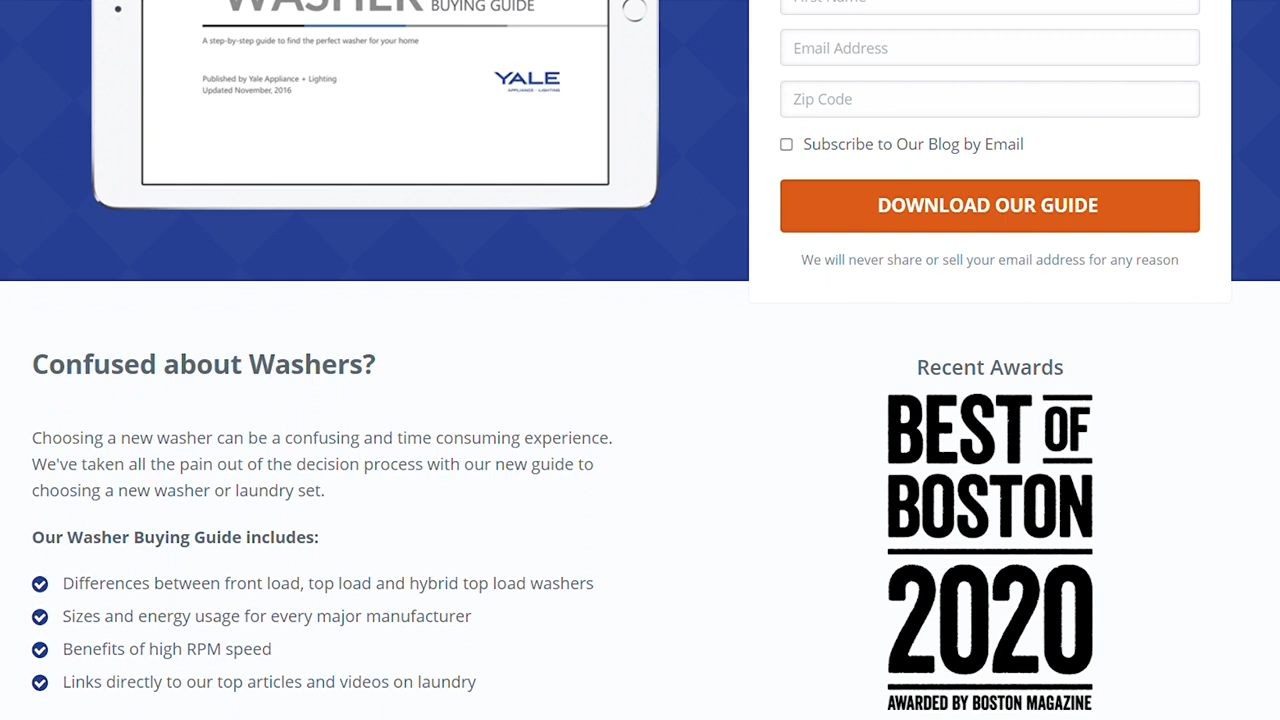 WASHER BUYING GUIDE
A step-by-step guide to find the perfect washer for your home
Published by Yale Appliance + Lighting
Updated November, 2016
YALE
APPLIANCE · LIGHTING
First Name
Email Address
Zip Code
Subscribe to Our Blog by Email
DOWNLOAD OUR GUIDE
We will never share or sell your email address for any reason
Confused about Washers?
Choosing a new washer can be a confusing and time consuming experience.
We've taken all the pain out of the decision process with our new guide to
choosing a new washer or laundry set.
Our Washer Buying Guide includes:
Differences between front load, top load and hybrid top load washers
Sizes and energy usage for every major manufacturer
Benefits of high RPM speed
Links directly to our top articles and videos on laundry
Recent Awards
BEST OF
BOSTON
2020
AWARDED BY BOSTON MAGAZINE